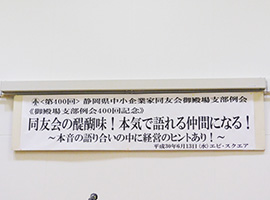 <第400回> 静岡県中小企業家同友会御殿場支部例会
《御殿場支部例会400回記念》
同友会の醍醐味！本気で語れる仲間になる！
～本音の語り合いの中に経営のヒントあり！～
平成30年6月13日(水)エピ・スクエア